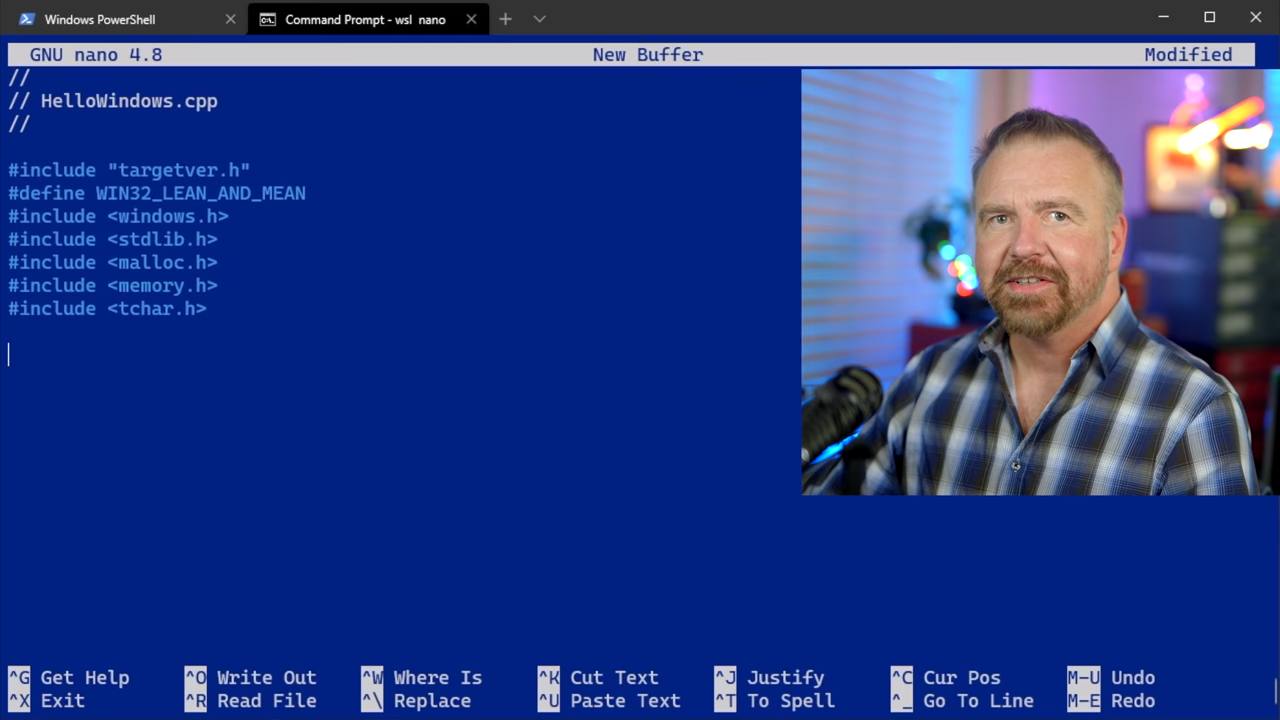 Windows PowerShell
Command Prompt - wsl nano
GNU nano 4.8 New Buffer Modified
//
// HelloWindows.cpp
//
#include "targetver.h"
#define WIN32_LEAN_AND_MEAN
#include <windows.h>
#include <stdlib.h>
#include <malloc.h>
#include <memory.h>
#include <tchar.h>
^G Get Help ^O Write Out ^W Where Is ^K Cut Text ^J Justify ^C Cur Pos M-U Undo
^X Exit ^R Read File ^\ Replace ^U Paste Text ^T To Spell ^_ Go To Line M-E Redo